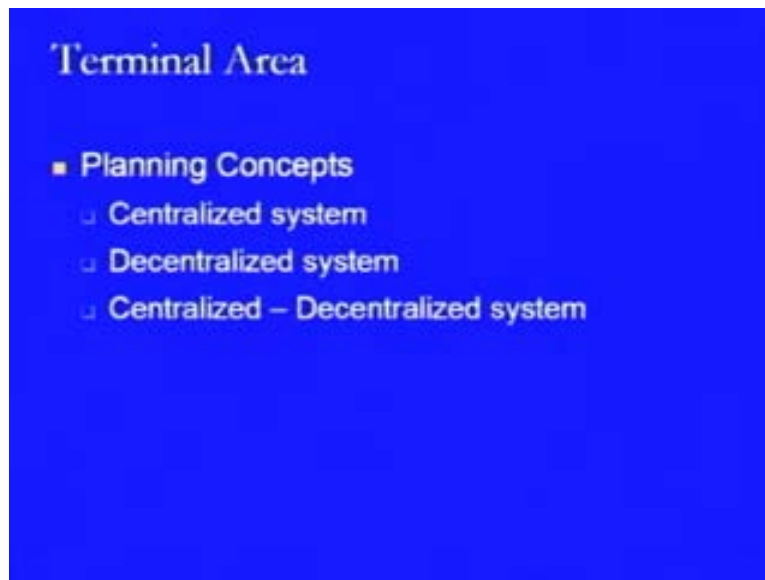 Terminal Area
Planning Concepts
Centralized system
Decentralized system
Centralized – Decentralized system